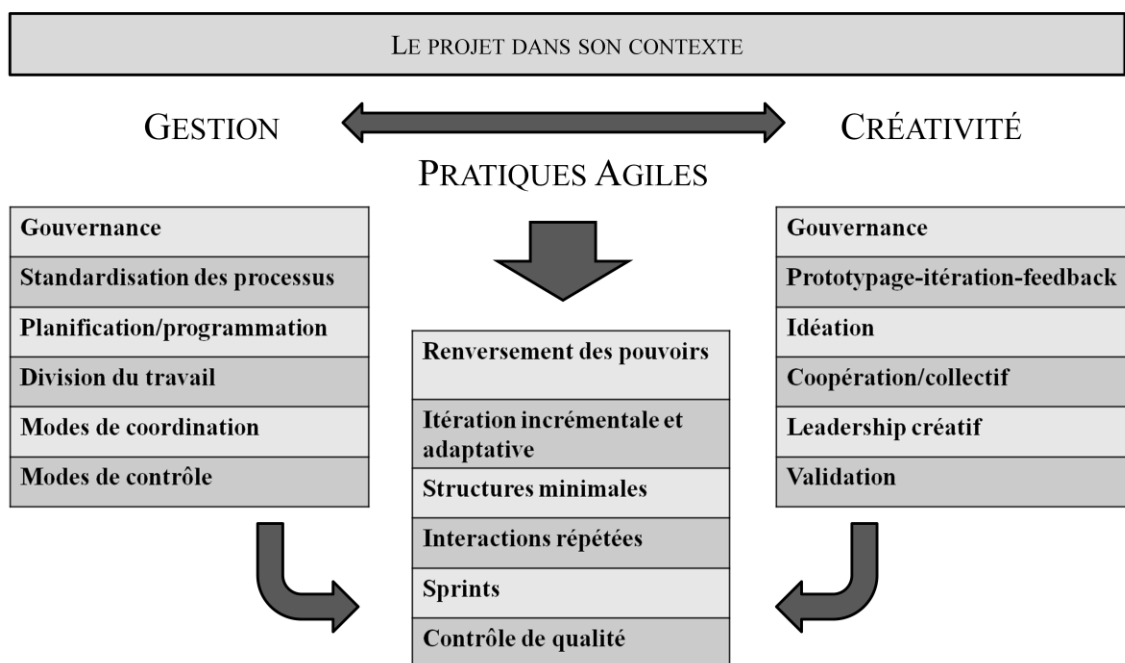 LE PROJET DANS SON CONTEXTE
GESTION
CRÉATIVITÉ
PRATIQUES AGILES
Gouvernance
Standardisation des processus
Planification/programmation
Division du travail
Modes de coordination
Modes de contrôle
Renversement des pouvoirs
Itération incrémentale et
adaptative
Structures minimales
Interactions répétées
Sprints
Contrôle de qualité
Gouvernance
Prototypage-itération-feedback
Idéation
Coopération/collectif
Leadership créatif
Validation